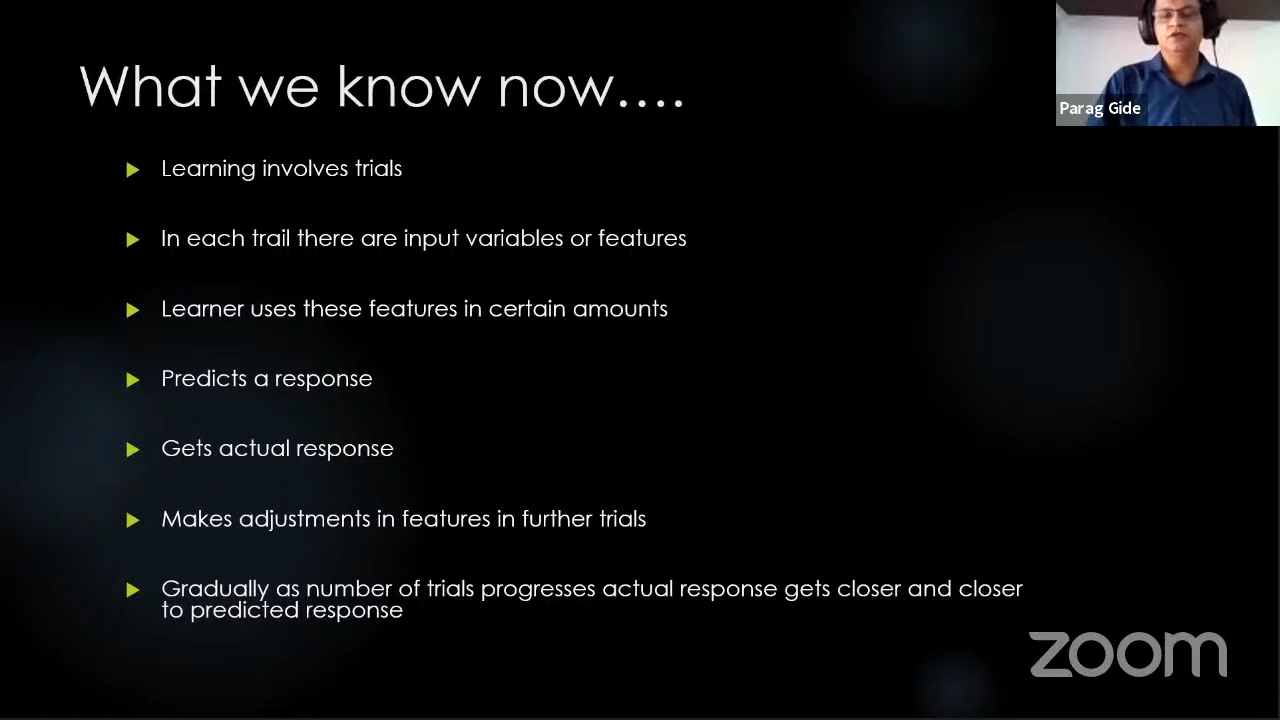 What we know now....
Parag Gide
Learning involves trials
In each trail there are input variables or features
Learner uses these features in certain amounts
Predicts a response
Gets actual response
Makes adjustments in features in further trials
Gradually as number of trials progresses actual response gets closer and closer
to predicted response
zoom